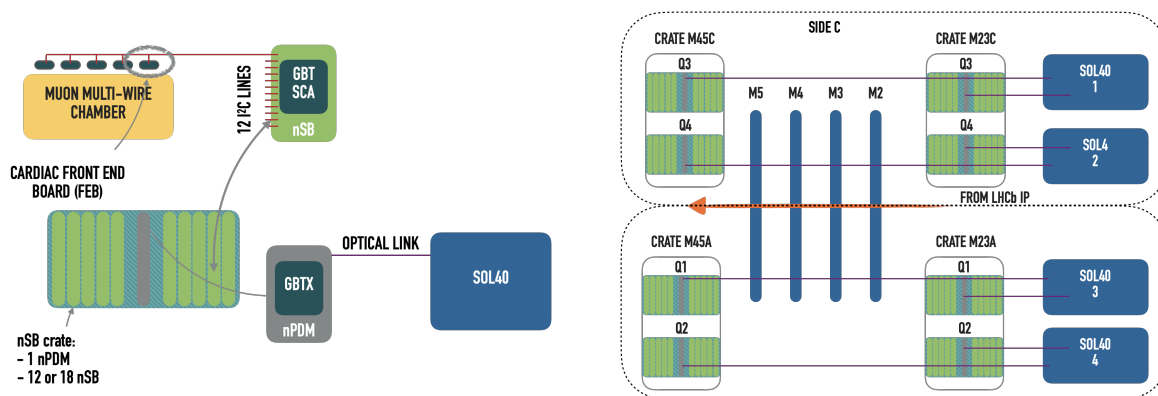 MUON MULTI-WIRE
CHAMBER
12 I²C LINES
GBT
SCA
nSB
CARDIAC FRONT END
BOARD (FEB)
OPTICAL LINK
GBTX
nPDM
SOL40
nSB crate:
- 1 nPDM
- 12 or 18 nSB
SIDE C
CRATE M45C
CRATE M23C
Q3
Q3
SOL40
1
M5
M4
M3
M2
Q4
Q4
SOL4
2
FROM LHCb IP
CRATE M45A
CRATE M23A
Q1
Q1
SOL40
3
Q2
Q2
SOL40
4